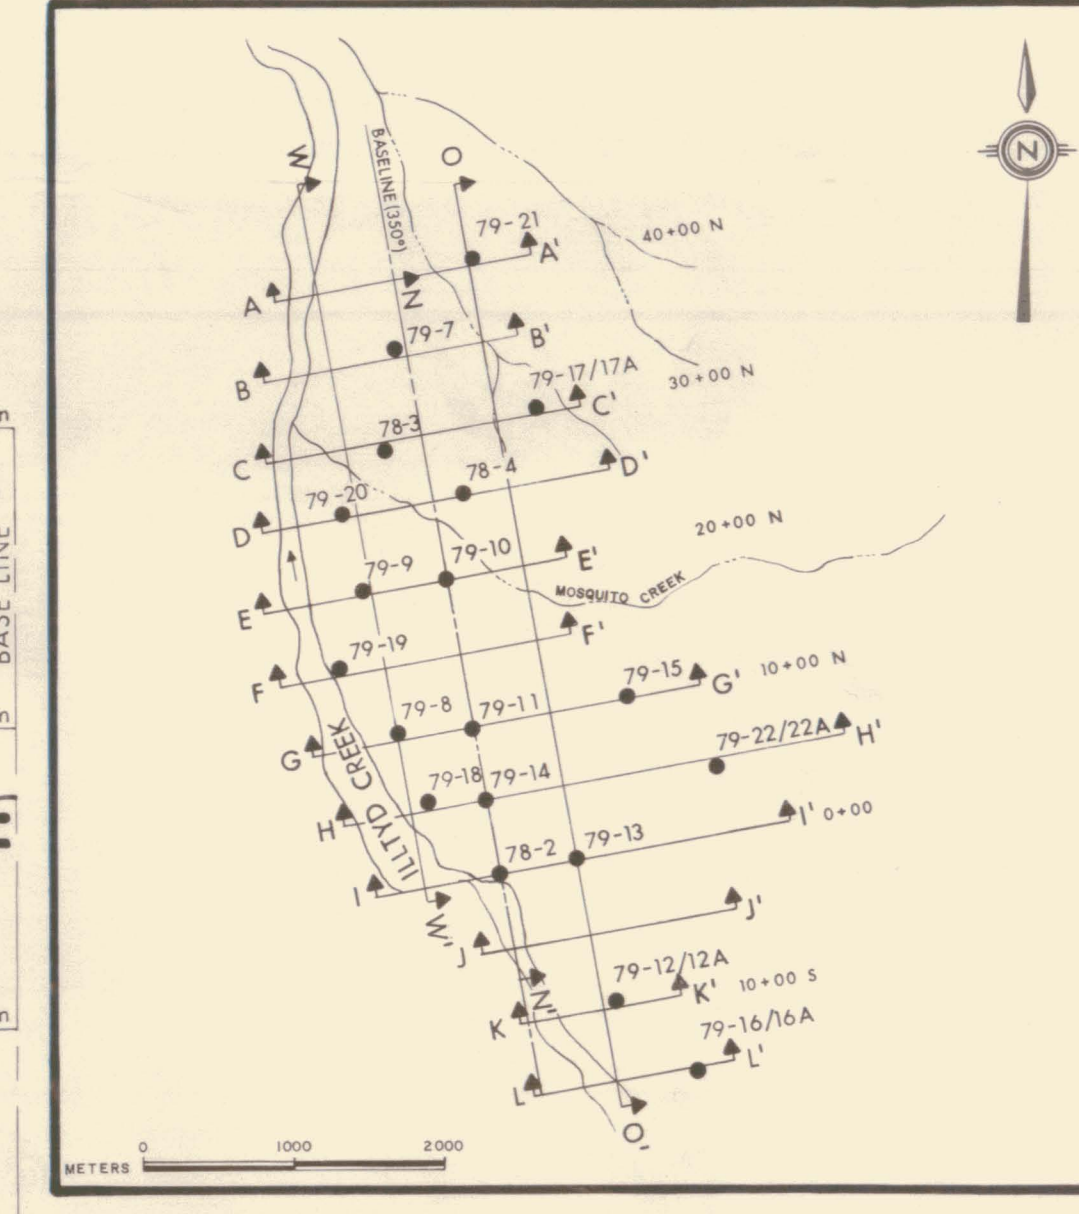 N
W
BASELINE (350°)
O
79-21
A'
40+00 N
A
N
79-7
B'
B
79-17/17A
30+00 N
C'
78-3
C
78-4
D'
79-20
D
20+00 N
79-10
79-9
E'
MOSQUITO CREEK
E
F'
79-19
F
79-15
10+00 N
G'
79-8
79-11
G
79-22/22A
H'
79-18
79-14
H
ILLTYD CREEK
I'
0+00
78-2
79-13
I
W'
J'
J
79-12/12A
K'
10+00 S
N'
K
79-16/16A
L'
L
O'
0 1000 2000
METERS
BASE LINE